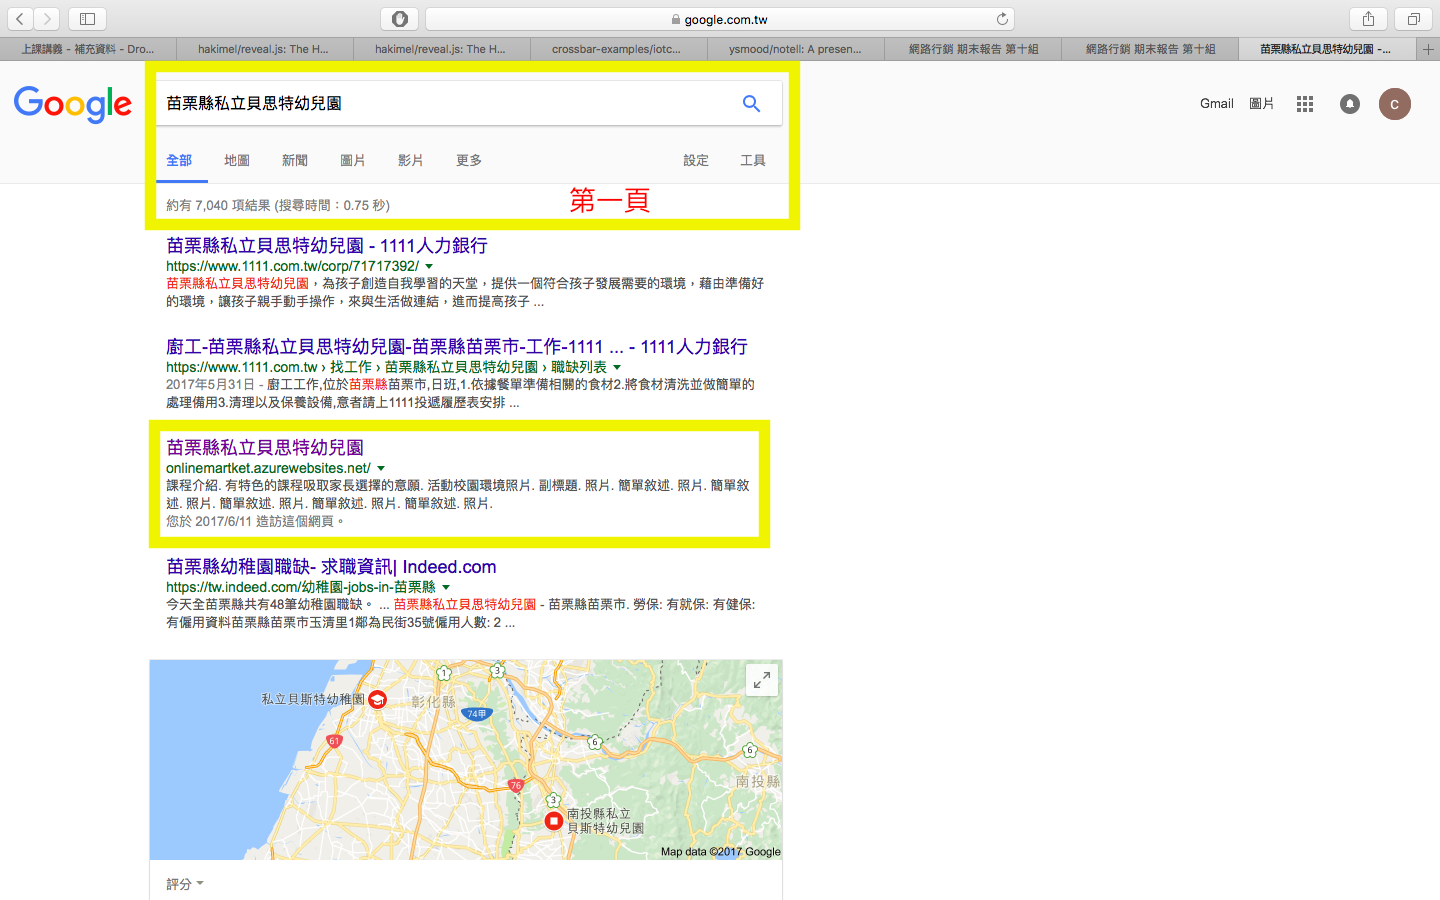 google.com.tw
上課講義 - 補充資料 - Dro...
hakimel/reveal.js: The H...
hakimel/reveal.js: The H...
crossbar-examples/iotc...
ysmood/notell: A presen...
網路行銷 期末報告 第十組
網路行銷 期末報告 第十組
苗栗縣私立貝思特幼兒園 -...
Google
苗栗縣私立貝思特幼兒園
Gmail 圖片
C
全部 地圖 新聞 圖片 影片 更多 設定 工具
約有 7,040 項結果 (搜尋時間：0.75 秒)
第一頁
苗栗縣私立貝思特幼兒園 - 1111人力銀行
https://www.1111.com.tw/corp/71717392/
苗栗縣私立貝思特幼兒園，為孩子創造自我學習的天堂，提供一個符合孩子發展需要的環境，藉由準備好
的環境，讓孩子親手動手操作，來與生活做連結，進而提高孩子 ...
廚工-苗栗縣私立貝思特幼兒園-苗栗縣苗栗市-工作-1111 ... - 1111人力銀行
https://www.1111.com.tw › 找工作 › 苗栗縣私立貝思特幼兒園 › 職缺列表
2017年5月31日 - 廚工工作,位於苗栗縣苗栗市,日班,1.依據餐單準備相關的食材2.將食材清洗並做簡單的
處理備用3.清理以及保養設備,意者請上1111投遞履歷表安排 ...
苗栗縣私立貝思特幼兒園
onlinemartket.azurewebsites.net/
課程介紹. 有特色的課程吸取家長選擇的意願. 活動校園環境照片. 副標題. 照片. 簡單敘述. 照片. 簡單敘
述. 照片. 簡單敘述. 照片. 簡單敘述. 照片. 簡單敘述. 照片.
您於 2017/6/11 造訪這個網頁。
苗栗縣幼稚園職缺- 求職資訊| Indeed.com
https://tw.indeed.com/幼稚園-jobs-in-苗栗縣
今天全苗栗縣共有48筆幼稚園職缺。 ... 苗栗縣私立貝思特幼兒園 - 苗栗縣苗栗市. 勞保: 有就保: 有健保:
有僱用資料苗栗縣苗栗市玉清里1鄰為民街35號僱用人數: 2 ...
1
3
私立貝斯特幼稚園
彰化縣
74甲
61
6
6
南投縣
76
3
南投縣私立
貝斯特幼兒園
Map data ©2017 Google
評分